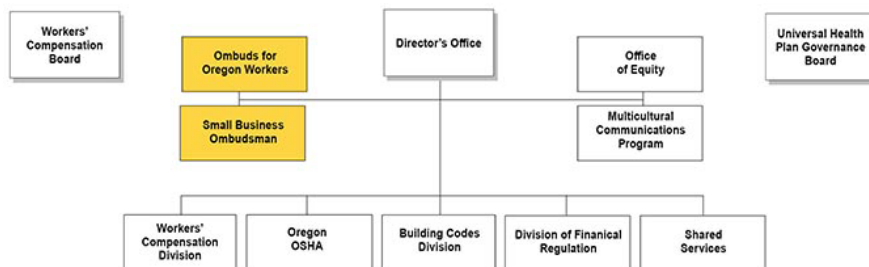 Workers'
Compensation
Board
Ombuds for
Oregon Workers
Director's Office
Office
of Equity
Universal Health
Plan Governance
Board
Small Business
Ombudsman
Multicultural
Communications
Program
Workers'
Compensation
Division
Oregon
OSHA
Building Codes
Division
Division of Finanical
Regulation
Shared
Services